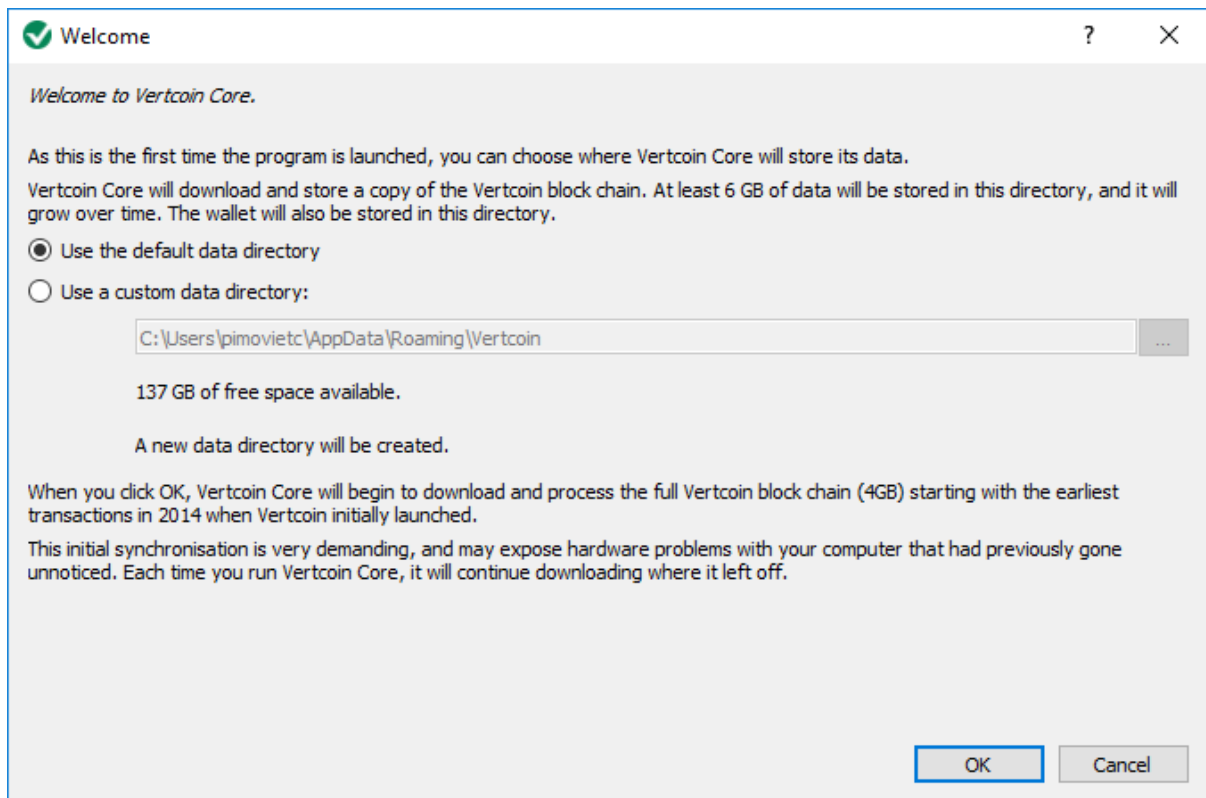 Welcome
?
Welcome to Vertcoin Core.
As this is the first time the program is launched, you can choose where Vertcoin Core will store its data.
Vertcoin Core will download and store a copy of the Vertcoin block chain. At least 6 GB of data will be stored in this directory, and it will
grow over time. The wallet will also be stored in this directory.
Use the default data directory
Use a custom data directory:
C:\Users\pimovietc\AppData\Roaming\Vertcoin
...
137 GB of free space available.
A new data directory will be created.
When you click OK, Vertcoin Core will begin to download and process the full Vertcoin block chain (4GB) starting with the earliest
transactions in 2014 when Vertcoin initially launched.
This initial synchronisation is very demanding, and may expose hardware problems with your computer that had previously gone
unnoticed. Each time you run Vertcoin Core, it will continue downloading where it left off.
OK
Cancel